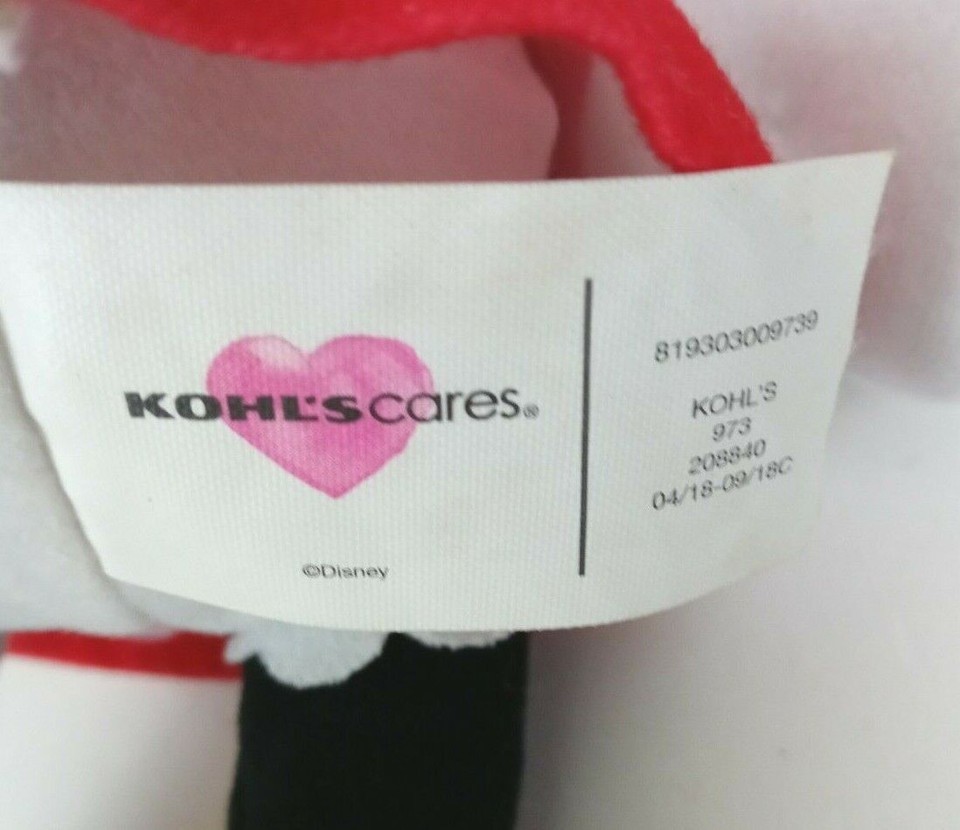 KOHL'S cares®
©Disney
819303009739
KOHL'S
973
208840
04/18-09/18C